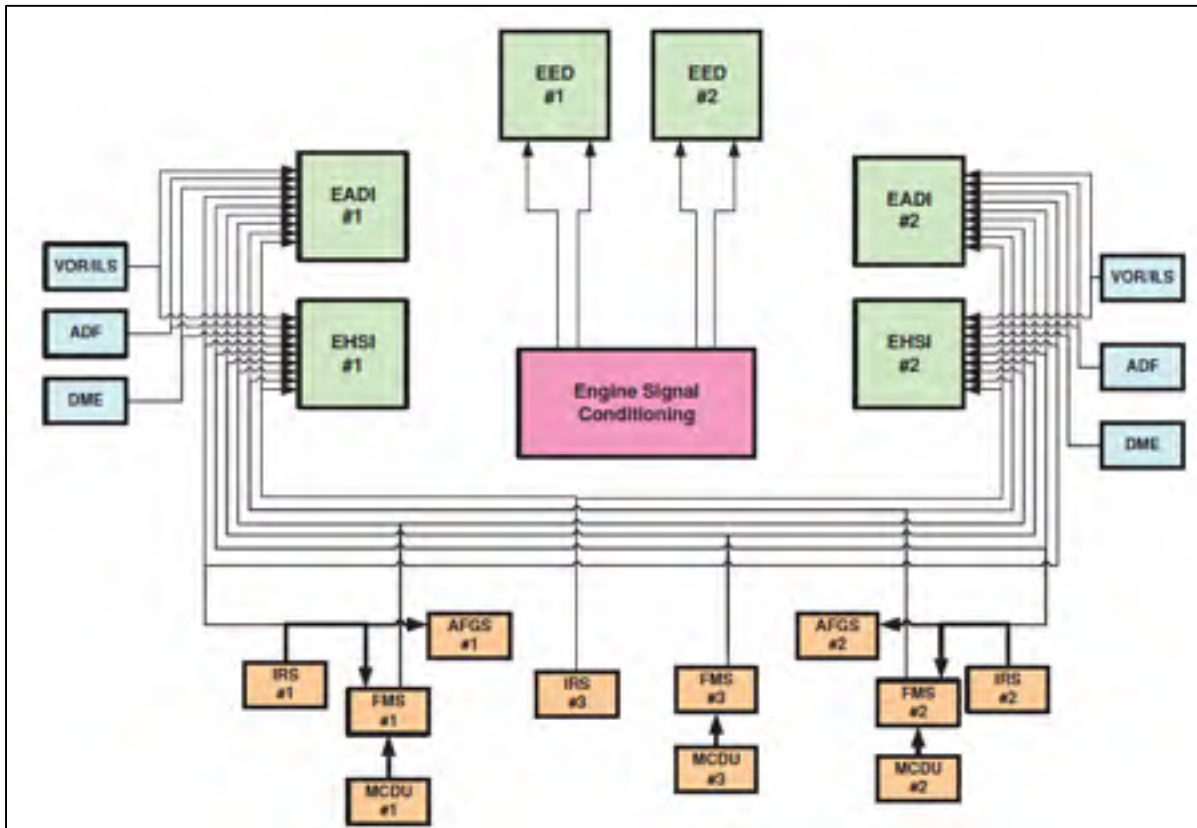 EED
#1
EED
#2
EADI
#1
EADI
#2
VOR/ILS
VOR/ILS
ADF
EHSI
#1
EHSI
#2
ADF
DME
Engine Signal
Conditioning
DME
AFGS
#1
AFGS
#2
IRS
#1
FMS
#1
IRS
#3
FMS
#3
FMS
#2
IRS
#2
MCDU
#1
MCDU
#3
MCDU
#2